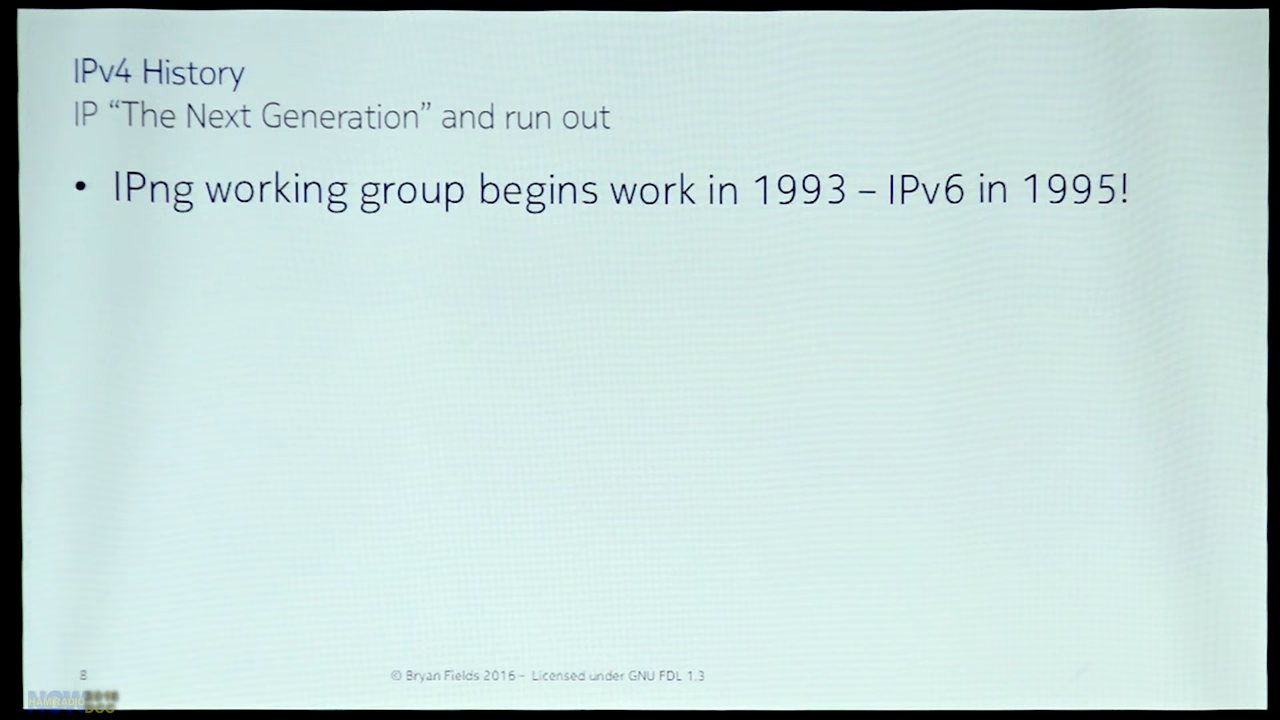 IPv4 History
IP “The Next Generation” and run out
• IPng working group begins work in 1993 – IPv6 in 1995!
8
© Bryan Fields 2016 – Licensed under GNU FDL 1.3